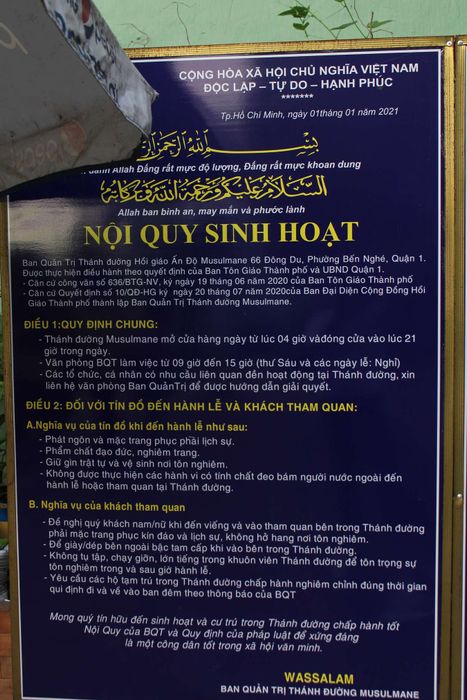 CỘNG HÒA XÃ HỘI CHỦ NGHĨA VIỆT NAM
ĐỘC LẬP – TỰ DO – HẠNH PHÚC
*******
Tp.Hồ Chí Minh, ngày 01tháng 01 năm 2021
بسم الله الرحمن الر
danh Allah Đấng rất mực độ lượng, Đấng rất mực khoan dung
السلام عليكم ورحمة الله وبركاته
Allah ban bình an, may mắn và phước lành
NỘI QUY SINH HOẠT
Ban Quản Trị Thánh đường Hồi giáo Ấn Độ Musulmane 66 Đông Du, Phường Bến Nghé, Quận 1.
Được thực hiện điều hành theo quyết định của Ban Tôn Giáo Thành phố và UBND Quận 1.
- Căn cứ công văn số 636/BTG-NV, ký ngày 19 tháng 06 năm 2020 của Ban Tôn Giáo Thành phố
- Căn cứ Quyết định số 10/QĐ-HG ký ngày 20 tháng 07 năm 2020của Ban Đại Diện Cộng Đồng Hồi
Giáo Thành phố thành lập Ban Quản Trị Thánh đường Musulmane.
ĐIỀU 1:QUY ĐỊNH CHUNG:
- Thánh đường Musulmane mở cửa hàng ngày từ lúc 04 giờ vàđóng cửa vào lúc 21
giờ trong ngày.
- Văn phòng BQT làm việc từ 09 giờ đến 15 giờ (thư Sáu và các ngày lễ: Nghỉ)
- Các tổ chức, cá nhân có nhu cầu liên quan đền hoạt động tại Thánh đường, xin
liên hệ văn phòng Ban QuảnTrị để được hướng dẫn giải quyết.
ĐIỀU 2: ĐỐI VỚI TÍN ĐỒ ĐẾN HÀNH LỄ VÀ KHÁCH THAM QUAN:
A.Nghĩa vụ của tín đồ khi đến hành lễ như sau:
- Phát ngôn và mặc trang phục phải lịch sự.
- Phẩm chất đạo đức, nghiêm trang.
- Giữ gìn trật tự và vệ sinh nơi tôn nghiêm.
- Không được thực hiện các hành vi có tính chất đeo bám người nước ngoài đến
hành lễ hoặc tham quan tại Thánh đường.
B. Nghĩa vụ của khách tham quan
- Đề nghị quý khách nam/nữ khi đến viếng và vào tham quan bên trong Thánh đường
phải mặc trang phục kín đáo và lịch sự, không hở hang nơi tôn nghiêm.
- Để giày/dép bên ngoài bậc tam cấp khi vào bên trong Thánh đường.
- Không tụ tập, chạy giỡn, lớn tiếng trong khuôn viên Thánh đường để tôn trọng sự
tôn nghiêm trong và sau giờ hành lễ.
- Yêu cầu các hộ tạm trú trong Thánh đường chấp hành nghiêm chỉnh đúng thời gian
qui định đi và về vào ban đêm theo thông báo của BQT
Mong quý tín hữu đến sinh hoạt và cư trú trong Thánh đường chấp hành tốt
Nội Quy của BQT và Quy định của pháp luật để xứng đáng
là một công dân tốt trong xã hội văn minh.
WASSALAM
BAN QUẢN TRỊ THÁNH ĐƯỜNG MUSULMANE